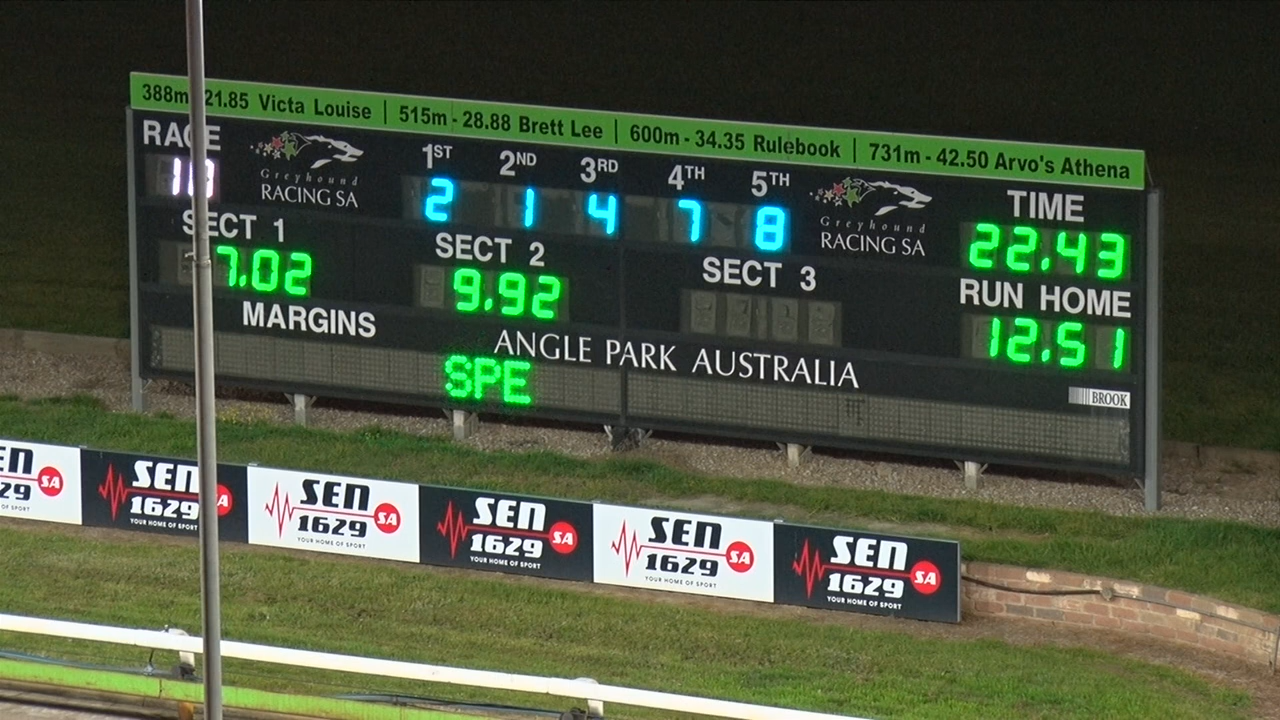 388m 21.85 Victa Louise | 515m - 28.88 Brett Lee | 600m - 34.35 Rulebook | 731m - 42.50 Arvo's Athena
RACE
Greyhound
RACING SA
1ST 2ND 3RD 4TH 5TH
2 1 4 7 8
Greyhound
RACING SA
TIME
22.43
SECT 1
7.02
SECT 2
9.92
SECT 3
RUN HOME
12.51
MARGINS
ANGLE PARK AUSTRALIA
SPE
BROOK
SEN
1629
SA
SEN
1629
YOUR HOME OF SPORT
SEN
1629
SA
YOUR HOME OF SPORT
SEN
1629
SA
YOUR HOME OF SPORT
SEN
1629
SA
YOUR HOME OF SPORT
SEN
1629
SA
YOUR HOME OF SPORT